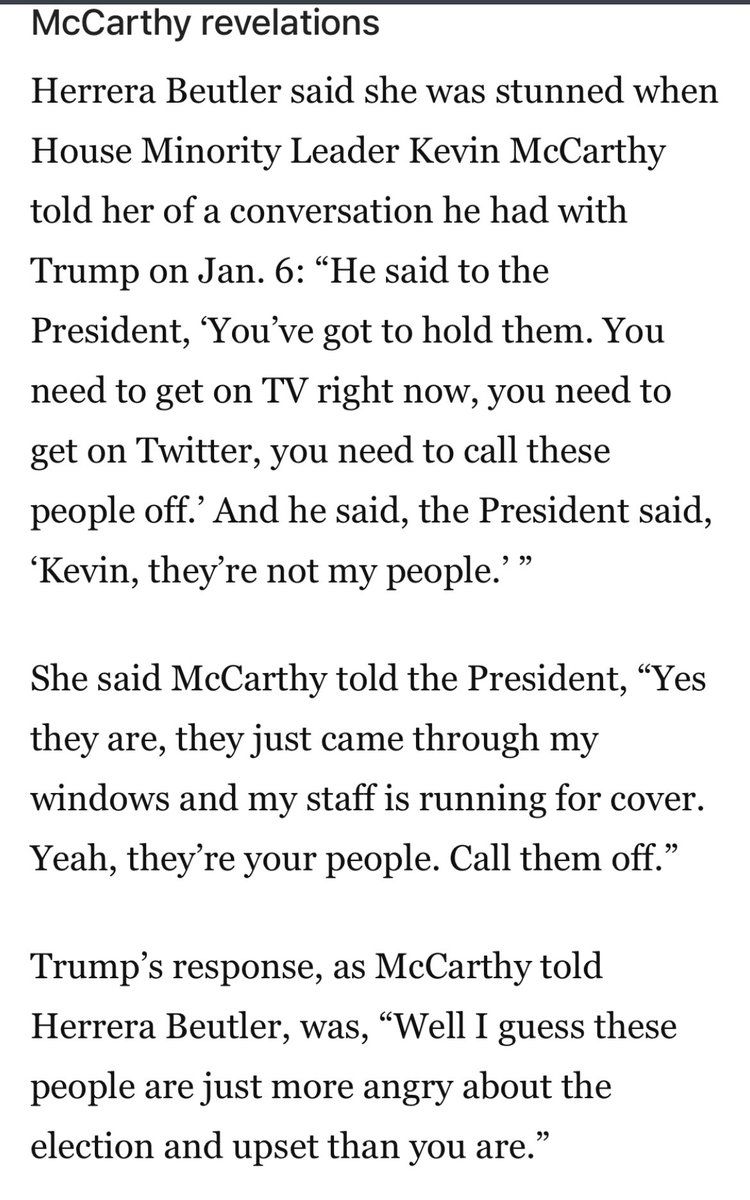 McCarthy revelations
Herrera Beutler said she was stunned when
House Minority Leader Kevin McCarthy
told her of a conversation he had with
Trump on Jan. 6: “He said to the
President, ‘You’ve got to hold them. You
need to get on TV right now, you need to
get on Twitter, you need to call these
people off.’ And he said, the President said,
‘Kevin, they’re not my people.’ ”
She said McCarthy told the President, “Yes
they are, they just came through my
windows and my staff is running for cover.
Yeah, they’re your people. Call them off.”
Trump’s response, as McCarthy told
Herrera Beutler, was, “Well I guess these
people are just more angry about the
election and upset than you are.”